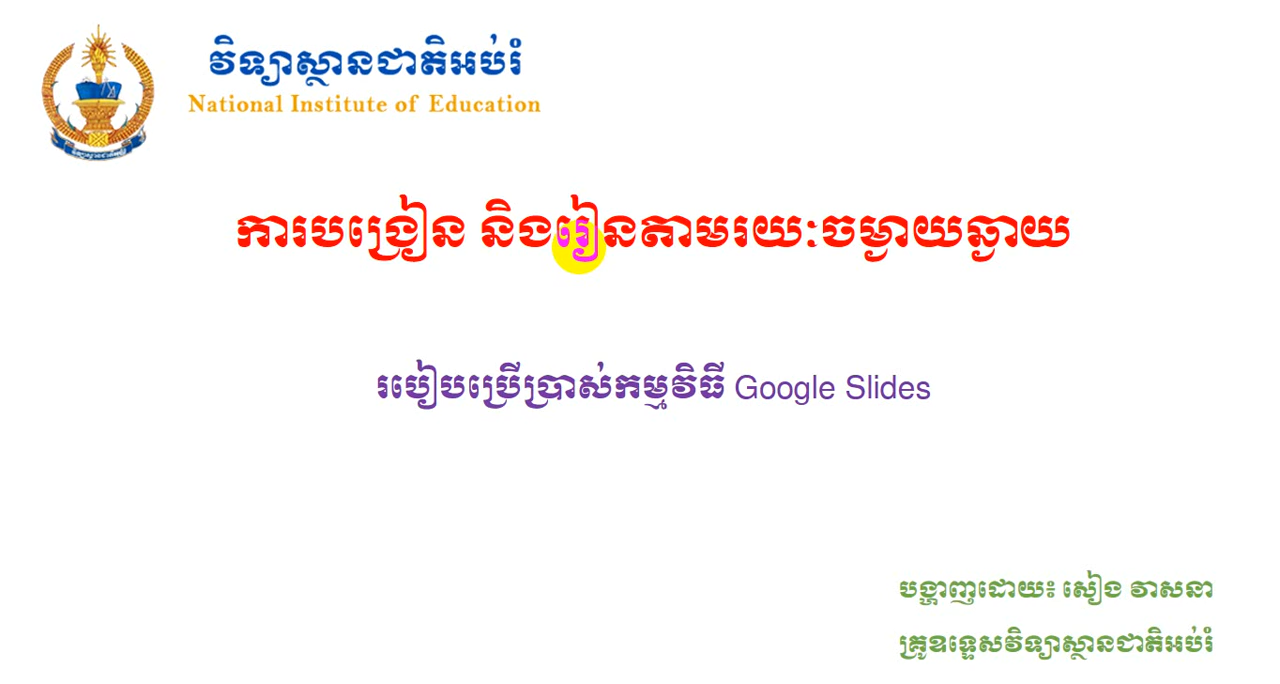 វិទ្យាស្ថានជាតិអប់រំ
National Institute of Education
ការបង្រៀន និងរៀនតាមរយៈចម្ងាយឆ្ងាយ
របៀបប្រើប្រាស់កម្មវិធី Google Slides
បង្ហាញដោយ៖ សៀង វាសនា
គ្រូឧទ្ទេសវិទ្យាស្ថានជាតិអប់រំ